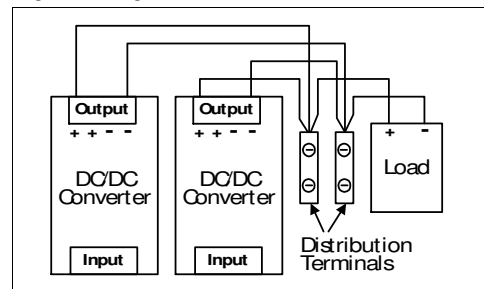 Output Output
+ + - - + + - - + -
DC/DC Converter DC/DC Converter Load
Input Input
Distribution
Terminals